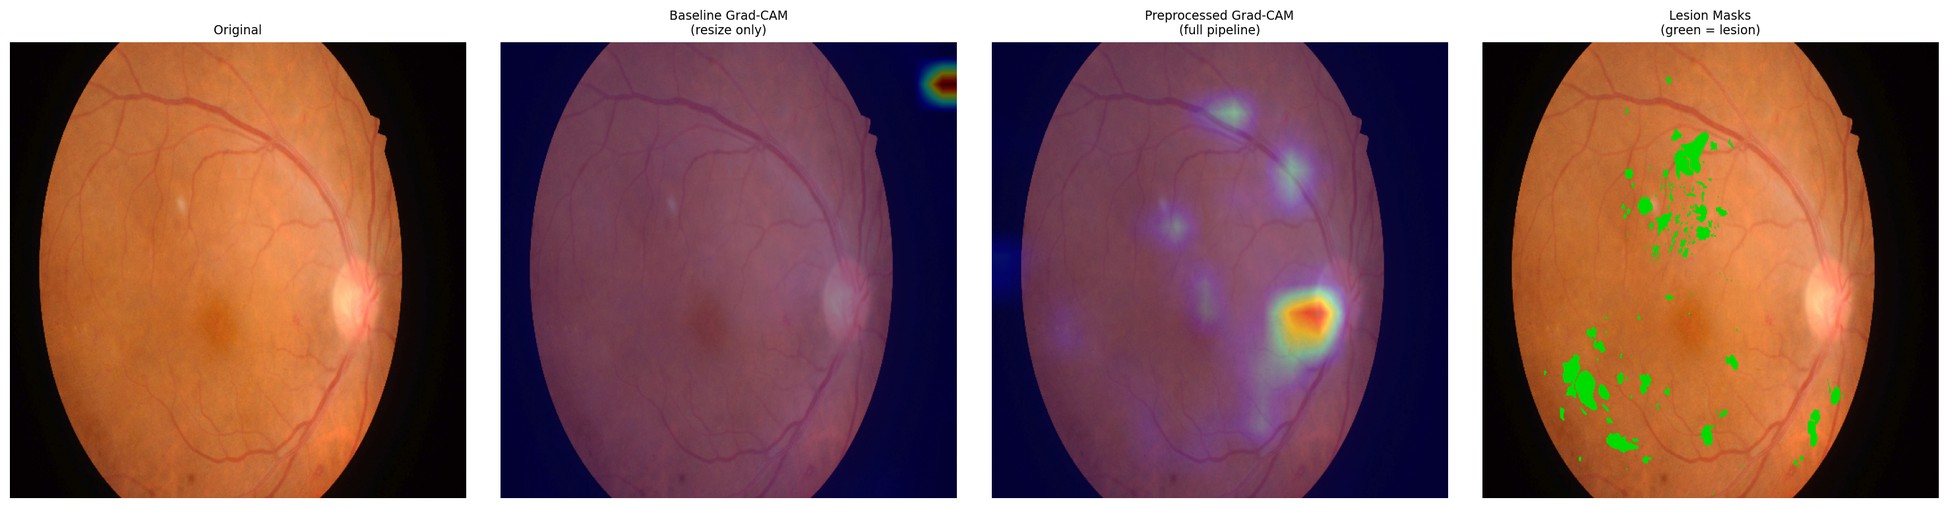 Original
Baseline Grad-CAM
(resize only)
Preprocessed Grad-CAM
(full pipeline)
Lesion Masks
(green = lesion)